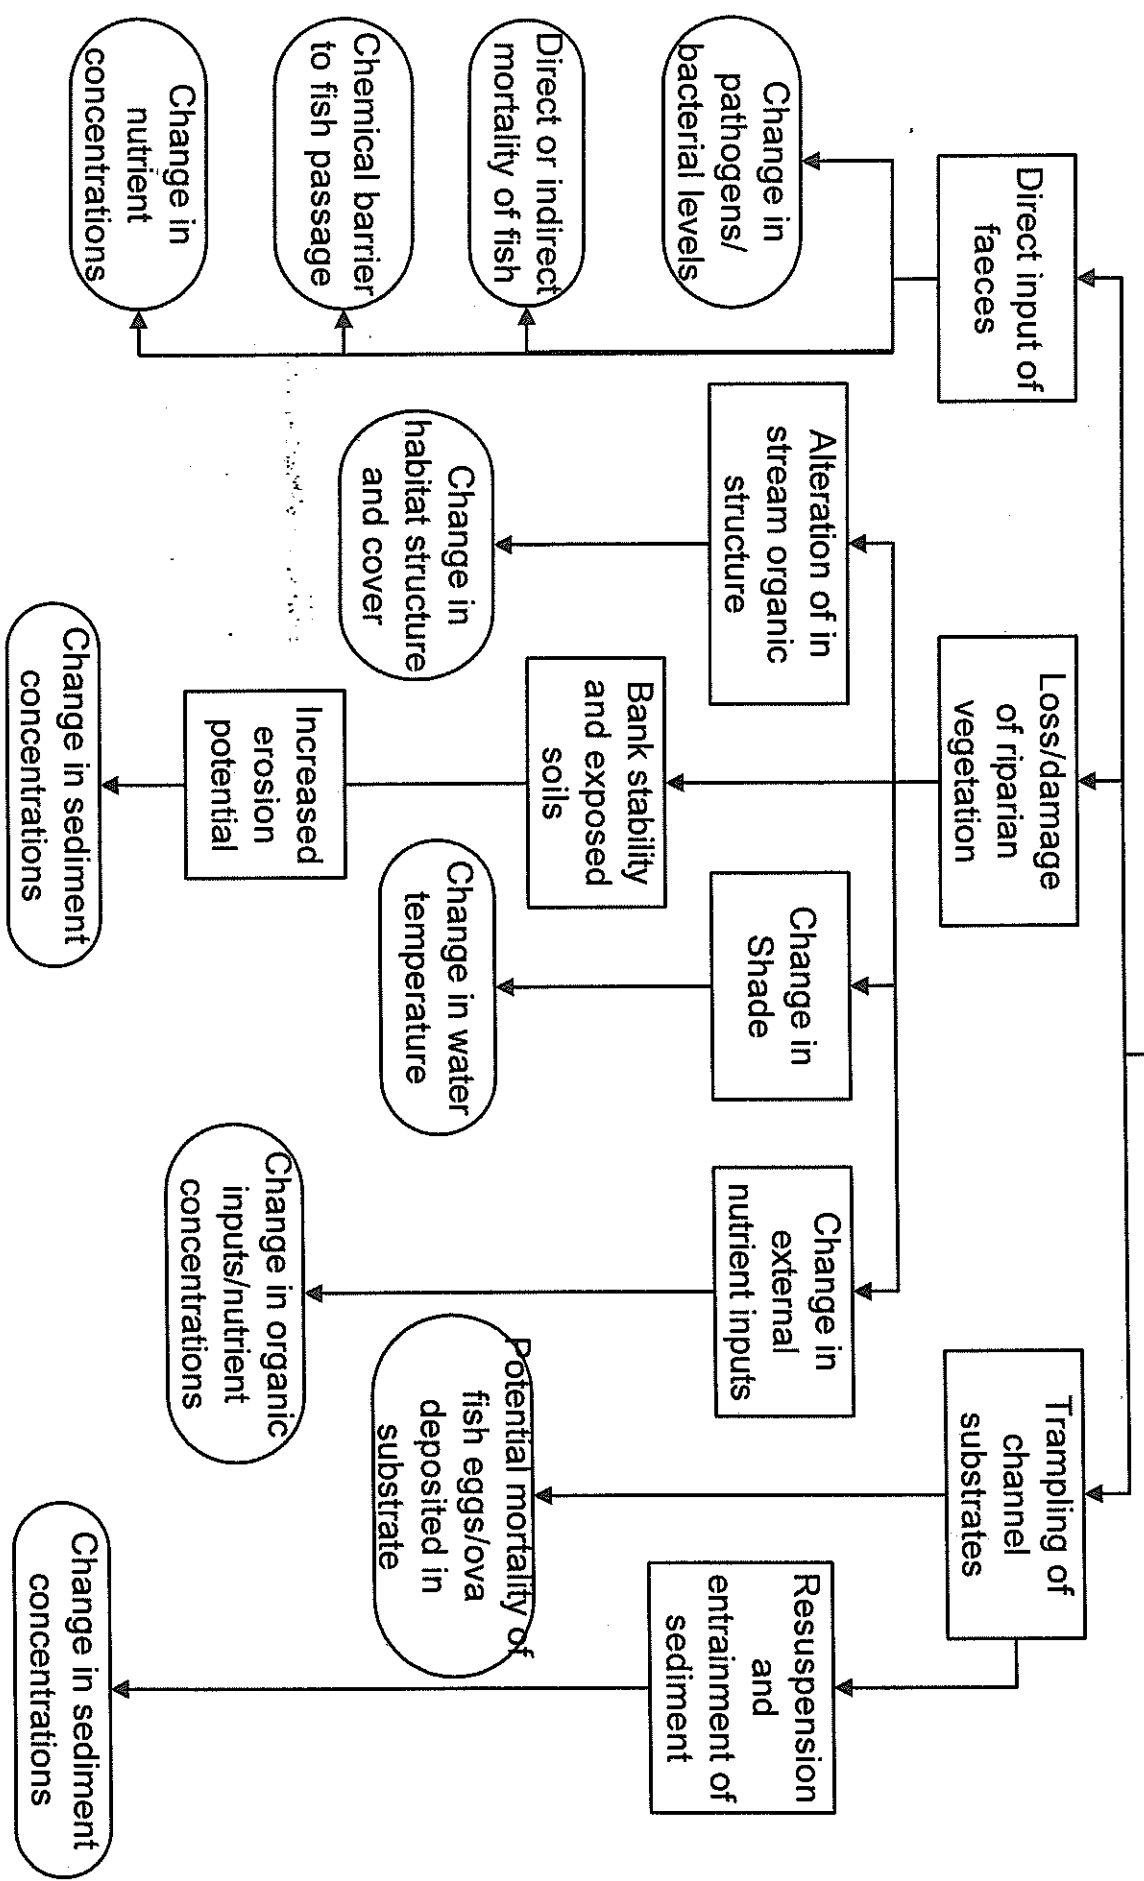 Direct input of
faeces
Loss/damage
of riparian
vegetation
Trampling of
channel
substrates
Change in
pathogens/
bacterial levels
Direct or indirect
mortality of fish
Chemical barrier
to fish passage
Change in
nutrient
concentrations
Alteration of in
stream organic
structure
Change in
habitat structure
and cover
Bank stability
and exposed
soils
Increased
erosion
potential
Change in sediment
concentrations
Change in
Shade
Change in water
temperature
Change in
external
nutrient inputs
Change in organic
inputs/nutrient
concentrations
Potential mortality of
fish eggs/ova
deposited in
substrate
Resuspension
and
entrainment of
sediment
Change in sediment
concentrations